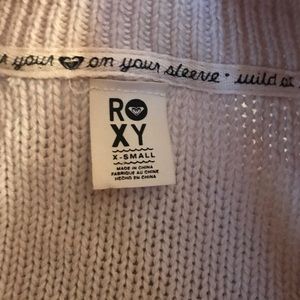 your ♥ on your sleeve • wild at
ROXY
X-SMALL
MADE IN CHINA
FABRIQUÉ AU CHINE
HECHO EN CHINA